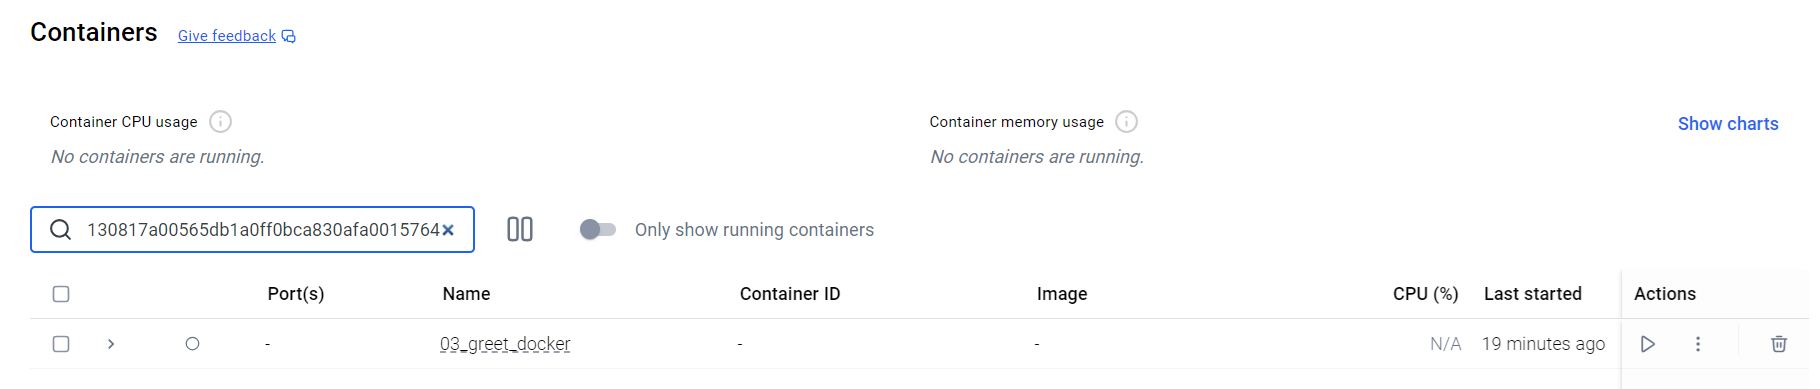 Containers Give feedback
Container CPU usage Container memory usage Show charts
No containers are running. No containers are running.
130817a00565db1a0ff0bca830afa0015764 Only show running containers
Port(s) Name Container ID Image CPU (%) Last started Actions
- 03_greet_docker - - N/A 19 minutes ago